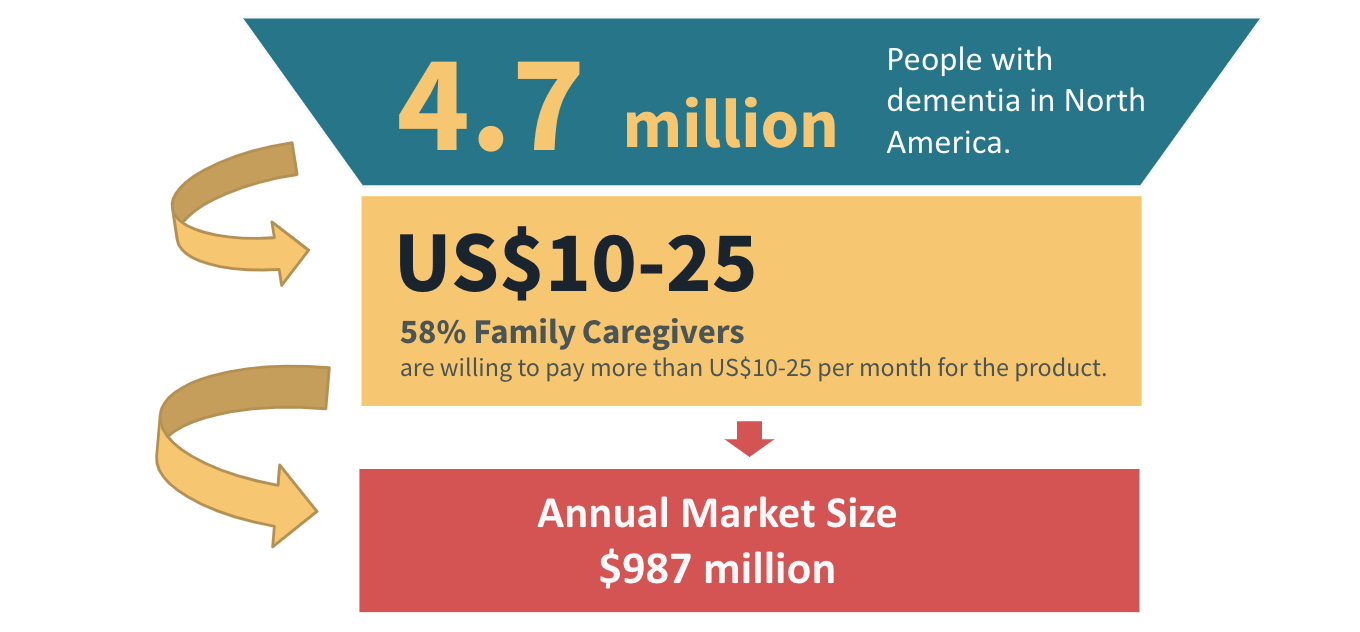 4.7 million
People with
dementia in North
America.
US$10-25
58% Family Caregivers
are willing to pay more than US$10-25 per month for the product.
Annual Market Size
$987 million